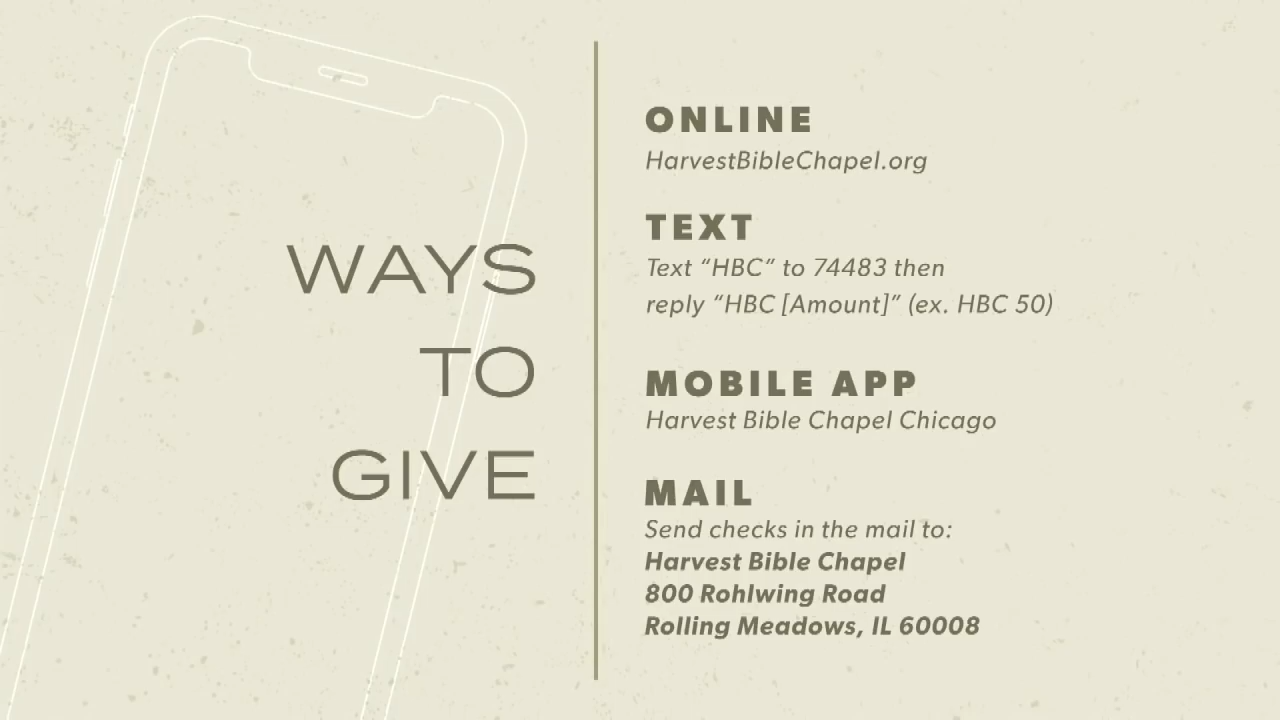 WAYS
TO
GIVE
ONLINE
HarvestBibleChapel.org
TEXT
Text “HBC” to 74483 then
reply “HBC [Amount]” (ex. HBC 50)
MOBILE APP
Harvest Bible Chapel Chicago
MAIL
Send checks in the mail to:
Harvest Bible Chapel
800 Rohlwing Road
Rolling Meadows, IL 60008